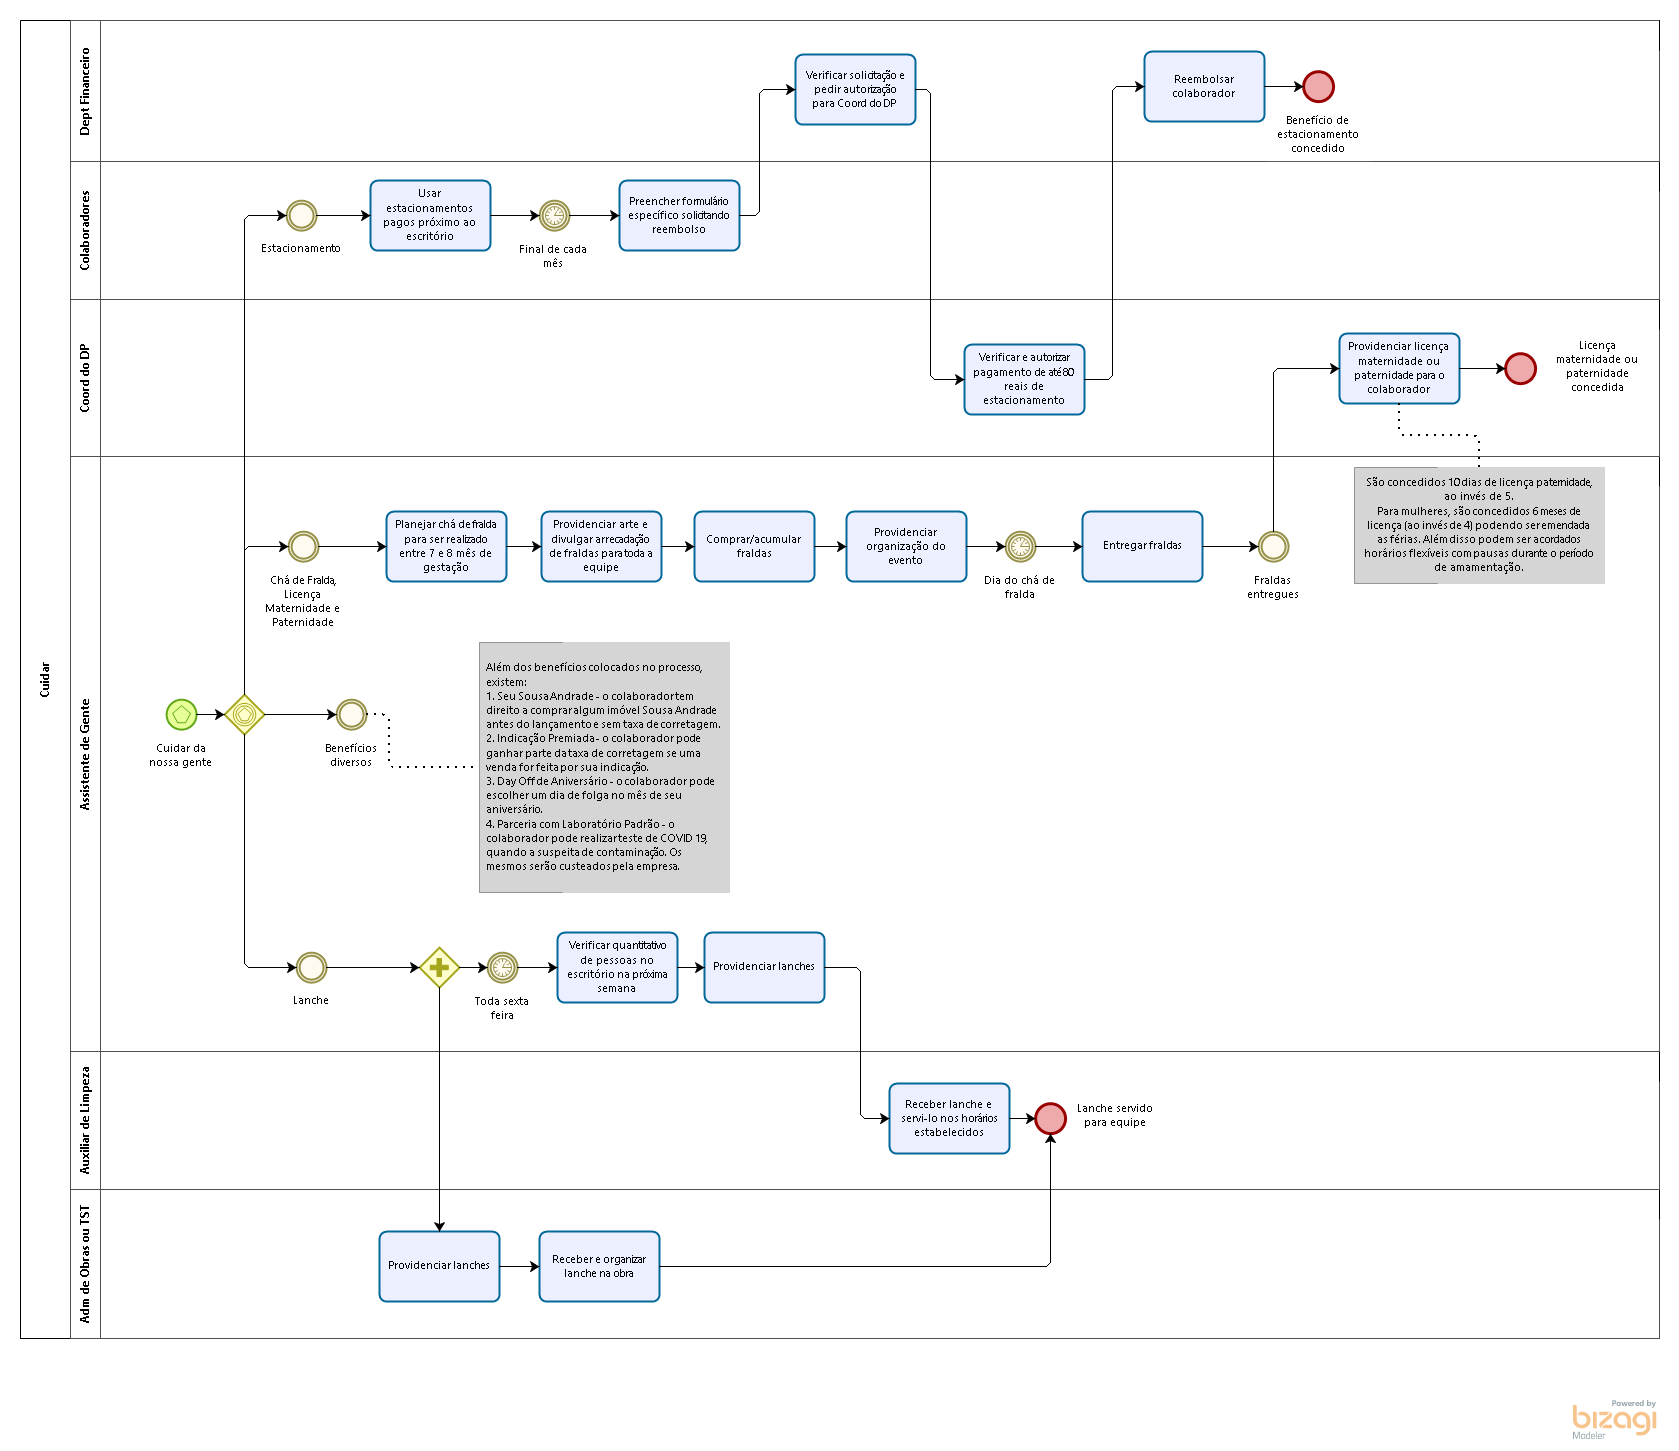 Cuidar
Dept Financeiro
Verificar solicitação e
pedir autorização
para Coord do DP
Reembolsar
colaborador
Benefício de
estacionamento
concedido
Colaboradores
Estacionamento
Usar
estacionamentos
pagos próximo ao
escritório
Final de cada
mês
Preencher formulário
específico solicitando
reembolso
Coord do DP
Verificar e autorizar
pagamento de até 80
reais de
estacionamento
Providenciar licença
maternidade ou
paternidade para o
colaborador
Licença
maternidade ou
paternidade
concedida
Assistente de Gente
São concedidos 10 dias de licença paternidade,
ao invés de 5.
Para mulheres, são concedidos 6 meses de
licença (ao invés de 4) podendo ser emendada
as férias. Além disso podem ser acordados
horários flexíveis com pausas durante o período
de amamentação.
Chá de Fralda,
Licença
Maternidade e
Paternidade
Planejar chá de fralda
para ser realizado
entre 7 e 8 mês de
gestação
Providenciar arte e
divulgar arrecadação
de fraldas para toda a
equipe
Comprar/acumular
fraldas
Providenciar
organização do
evento
Dia do chá de
fralda
Entregar fraldas
Fraldas
entregues
Cuidar da
nossa gente
Benefícios
diversos
Além dos benefícios colocados no processo,
existem:
1. Seu Sousa Andrade - o colaborador tem
direito a comprar algum imóvel Sousa Andrade
antes do lançamento e sem taxa de corretagem.
2. Indicação Premiada - o colaborador pode
ganhar parte da taxa de corretagem se uma
venda for feita por sua indicação.
3. Day Off de Aniversário - o colaborador pode
escolher um dia de folga no mês de seu
aniversário.
4. Parceria com Laboratório Padrão - o
colaborador pode realizar teste de COVID 19,
quando a suspeita de contaminação. Os
mesmos serão custeados pela empresa.
Lanche
Toda sexta
feira
Verificar quantitativo
de pessoas no
escritório na próxima
semana
Providenciar lanches
Auxiliar de Limpeza
Receber lanche e
servi-lo nos horários
estabelecidos
Lanche servido
para equipe
Adm de Obras ou TST
Providenciar lanches
Receber e organizar
lanche na obra
Powered by
bizagi
Modeler